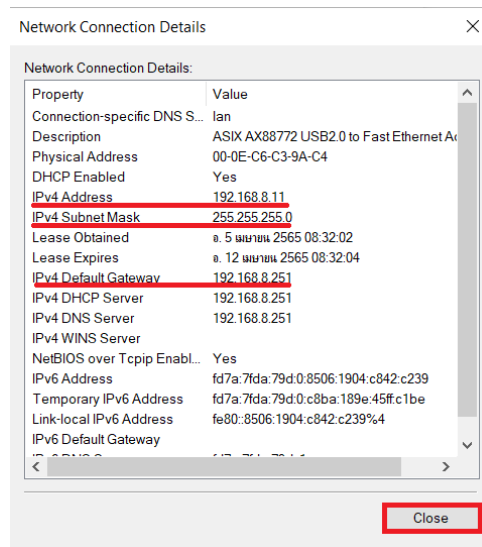 Network Connection Details
Network Connection Details:
Property Value
Connection-specific DNS S... lan
Description ASIX AX88772 USB2.0 to Fast Ethernet Ad
Physical Address 00-0E-C6-C3-9A-C4
DHCP Enabled Yes
IPv4 Address 192.168.8.11
IPv4 Subnet Mask 255.255.255.0
Lease Obtained อ. 5 เมษายน 2565 08:32:02
Lease Expires อ. 12 เมษายน 2565 08:32:04
IPv4 Default Gateway 192.168.8.251
IPv4 DHCP Server 192.168.8.251
IPv4 DNS Server 192.168.8.251
IPv4 WINS Server
NetBIOS over Tcpip Enabl... Yes
IPv6 Address fd7a:7fda:79d:0:8506:1904:c842:c239
Temporary IPv6 Address fd7a:7fda:79d:0:c8ba:189e:45ff:c1be
Link-local IPv6 Address fe80::8506:1904:c842:c239%4
IPv6 Default Gateway
Close